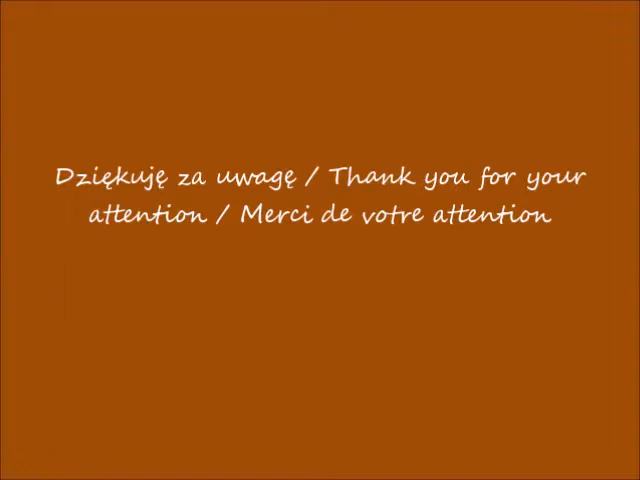 Dziękuję za uwagę / Thank you for your
attention / Merci de votre attention